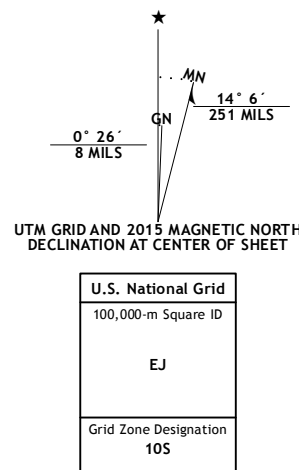 ★
MN
GN
0° 26´
8 MILS
14° 6´
251 MILS
UTM GRID AND 2015 MAGNETIC NORTH
DECLINATION AT CENTER OF SHEET
U.S. National Grid
100,000-m Square ID
EJ
Grid Zone Designation
10S